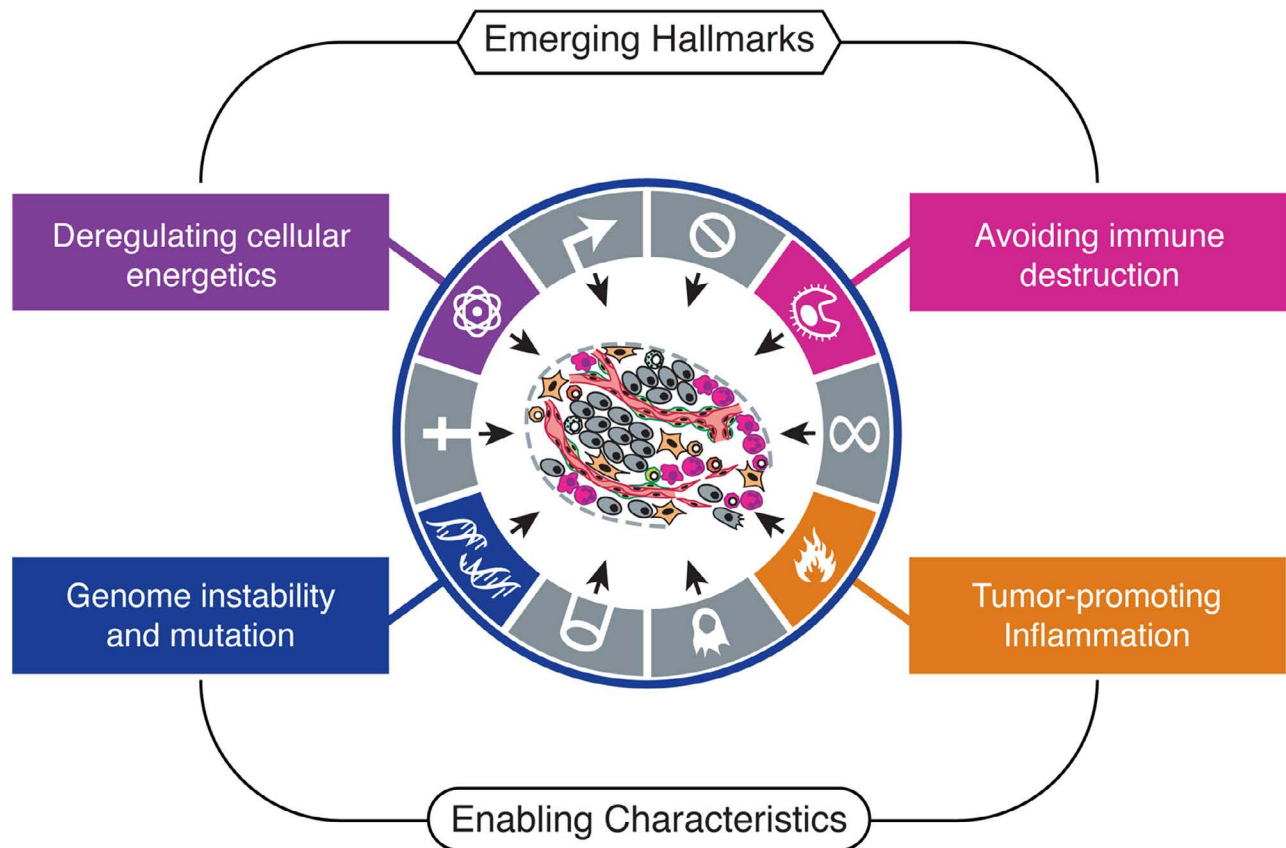 Emerging Hallmarks
Deregulating cellular
energetics
Avoiding immune
destruction
Genome instability
and mutation
Tumor-promoting
Inflammation
Enabling Characteristics